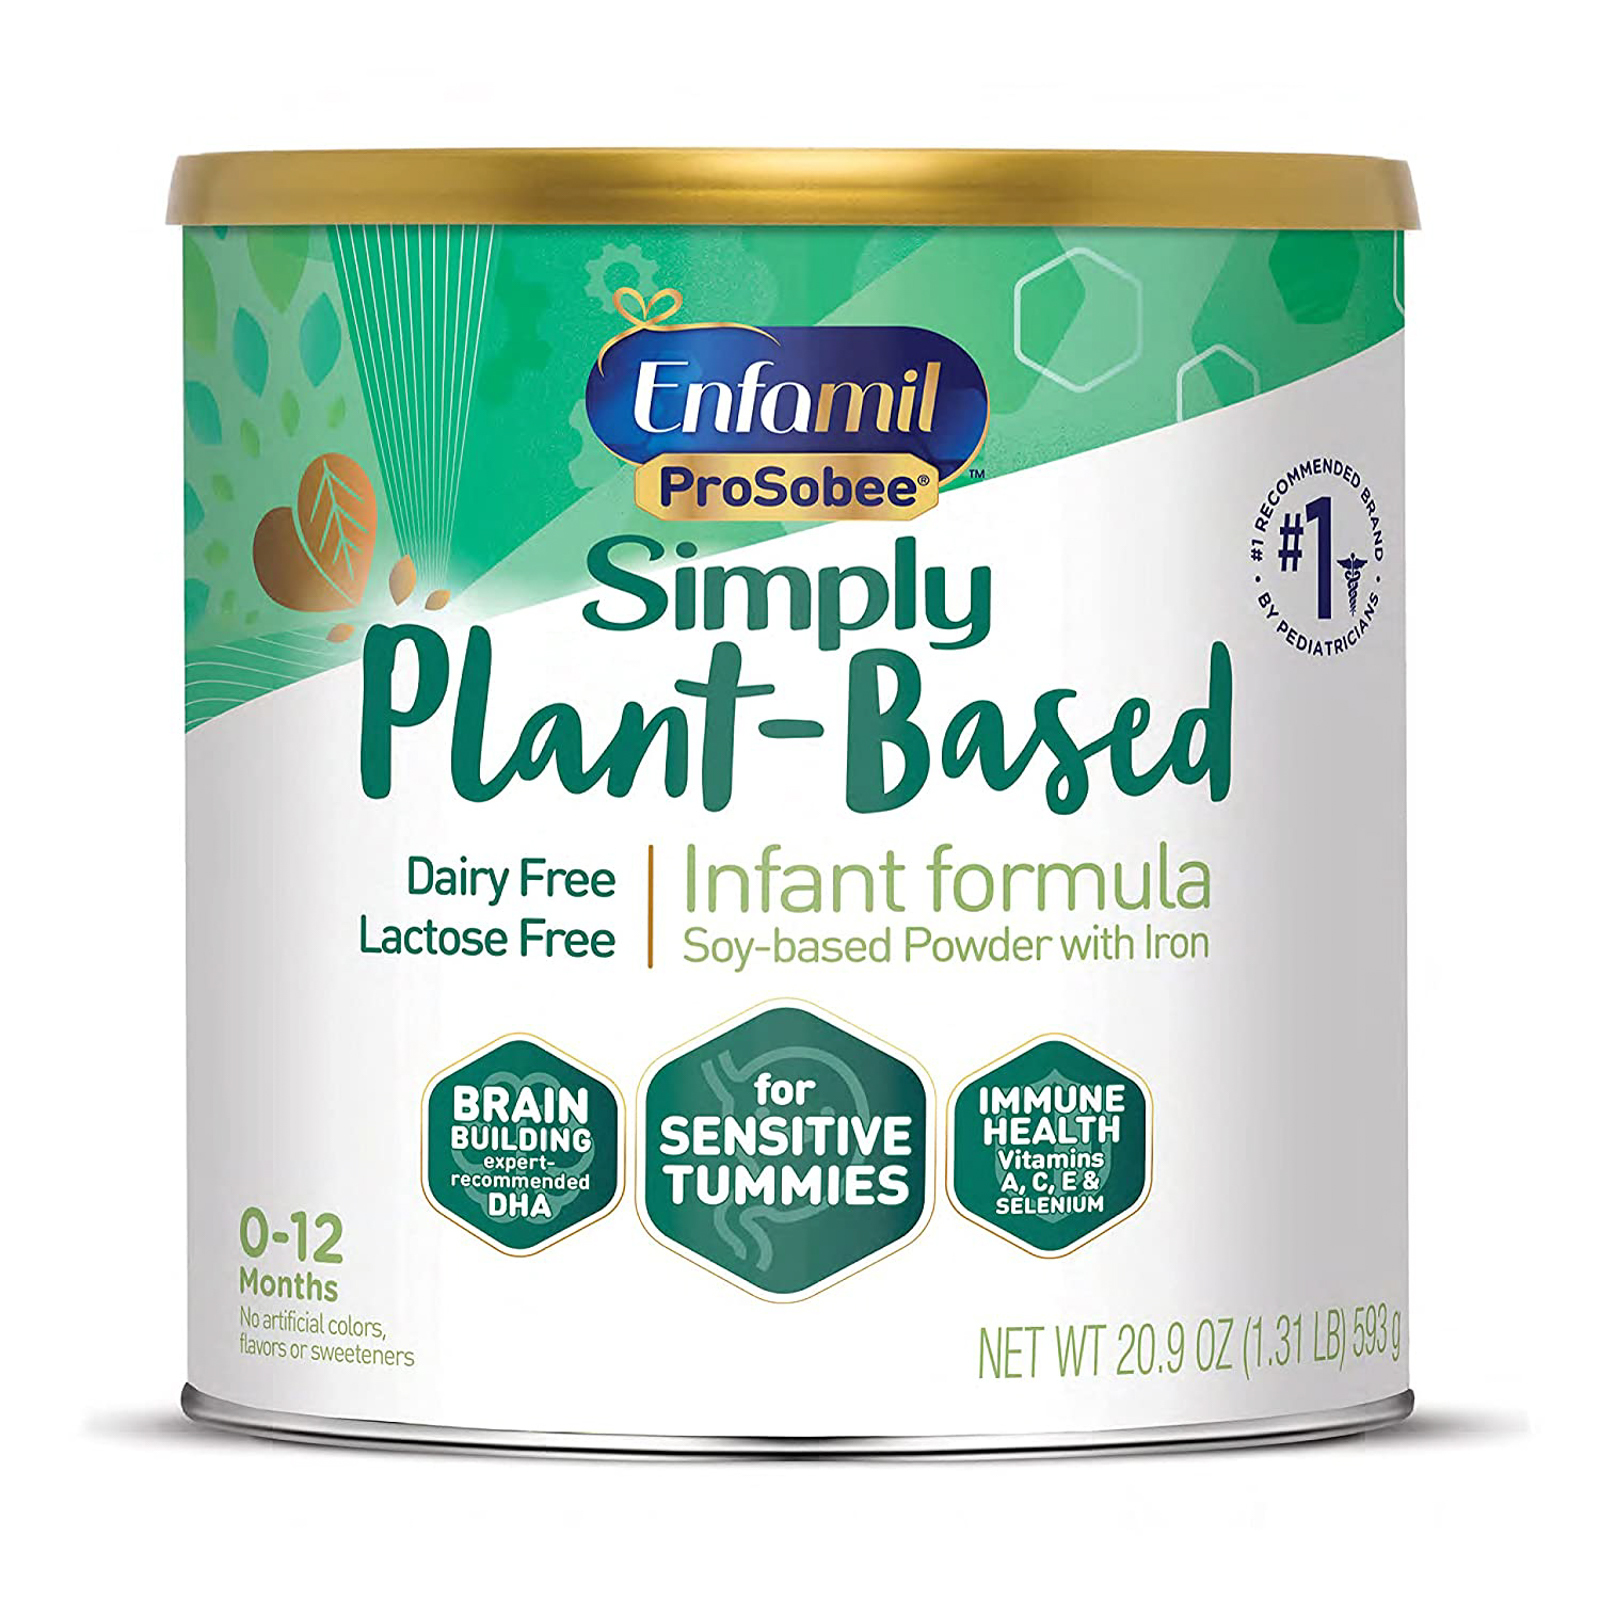 Enfamil
ProSobee®
™
Simply
Plant-Based
#1 RECOMMENDED BRAND
#1
• BY PEDIATRICIANS •
Dairy Free
Lactose Free
Infant formula
Soy-based Powder with Iron
BRAIN
BUILDING
expert-
recommended
DHA
for
SENSITIVE
TUMMIES
IMMUNE
HEALTH
Vitamins
A, C, E &
SELENIUM
0-12
Months
No artificial colors,
flavors or sweeteners
NET WT 20.9 OZ (1.31 LB) 593 g